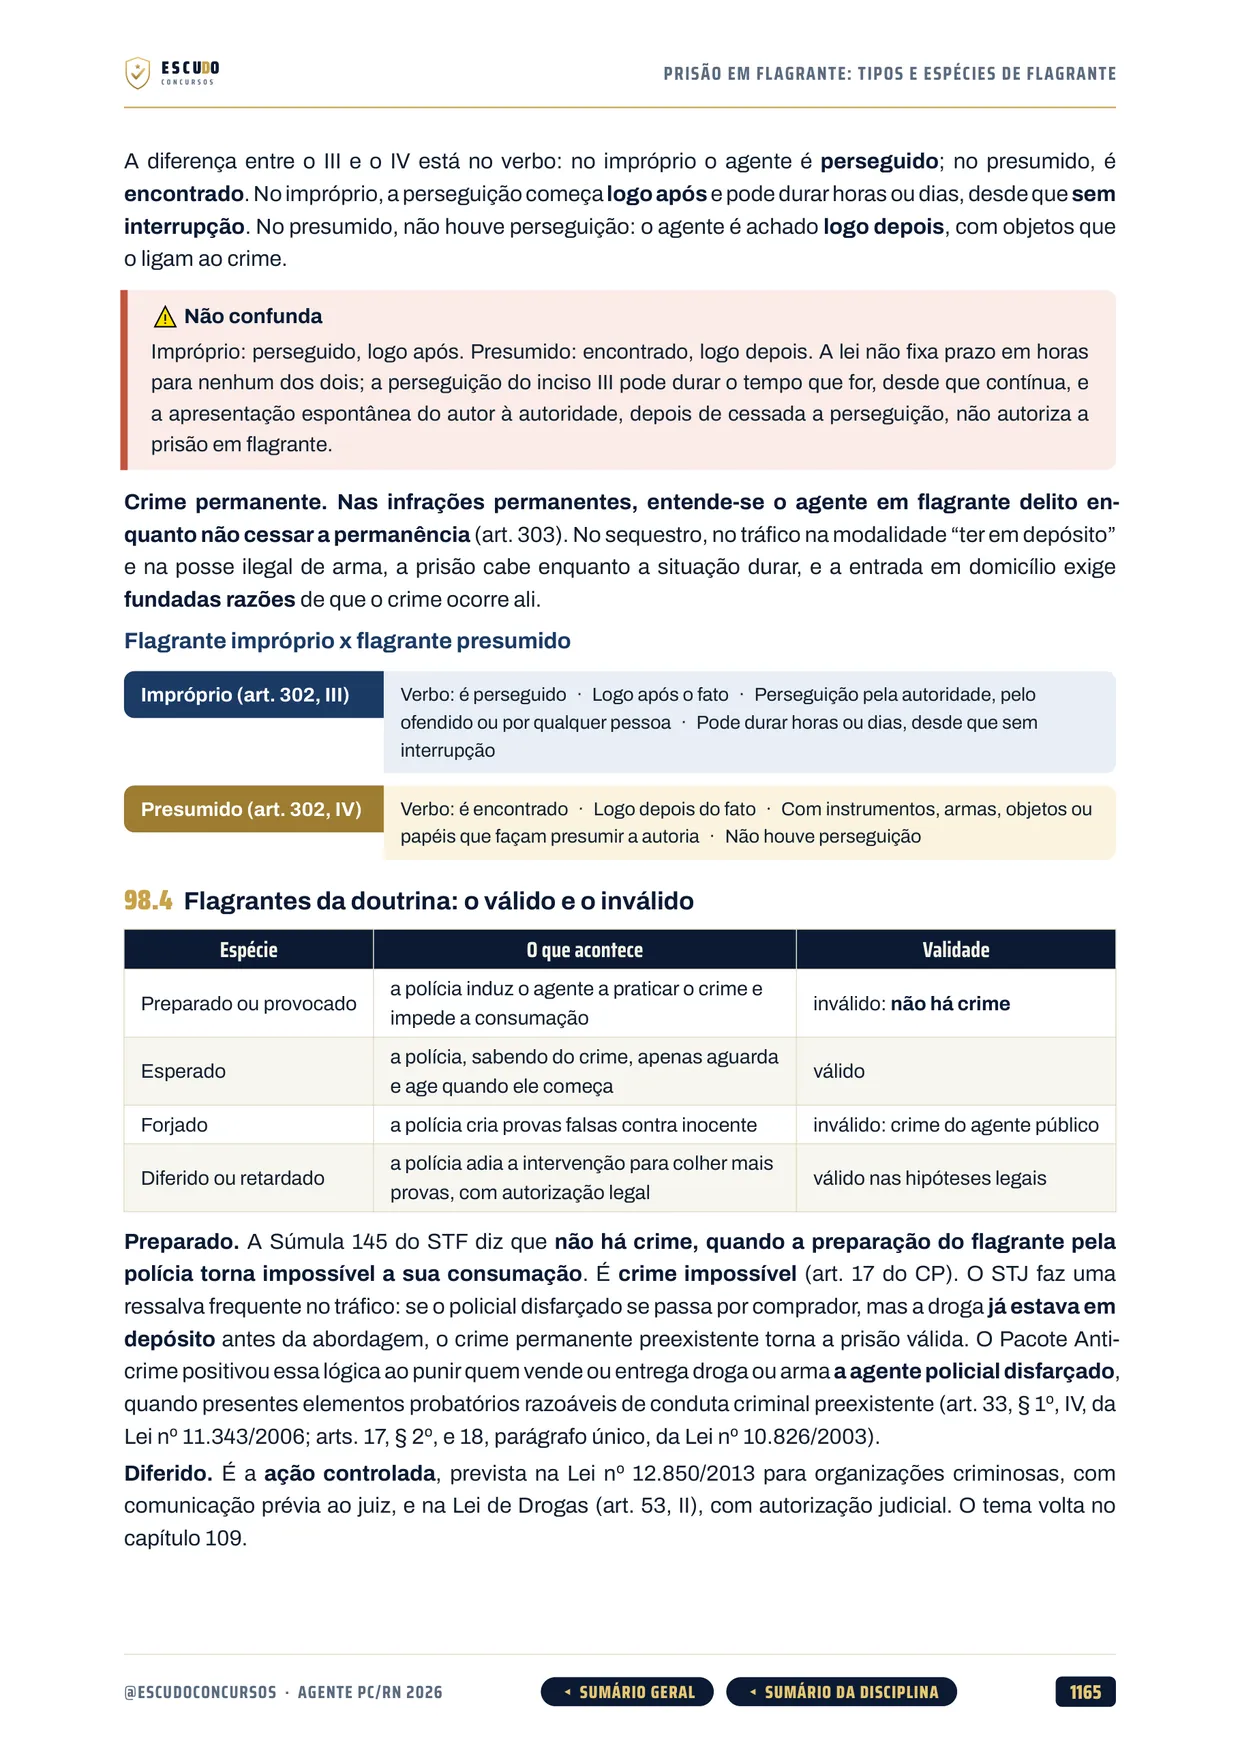 ESCUDO
CONCURSOS
PRISÃO EM FLAGRANTE: TIPOS E ESPÉCIES DE FLAGRANTE
A diferença entre o III e o IV está no verbo: no impróprio o agente é perseguido; no presumido, é
encontrado. No impróprio, a perseguição começa logo após e pode durar horas ou dias, desde que sem
interrupção. No presumido, não houve perseguição: o agente é achado logo depois, com objetos que
o ligam ao crime.
⚠ Não confunda
Impróprio: perseguido, logo após. Presumido: encontrado, logo depois. A lei não fixa prazo em horas
para nenhum dos dois; a perseguição do inciso III pode durar o tempo que for, desde que contínua, e
a apresentação espontânea do autor à autoridade, depois de cessada a perseguição, não autoriza a
prisão em flagrante.
Crime permanente. Nas infrações permanentes, entende-se o agente em flagrante delito en-
quanto não cessar a permanência (art. 303). No sequestro, no tráfico na modalidade “ter em depósito”
e na posse ilegal de arma, a prisão cabe enquanto a situação durar, e a entrada em domicílio exige
fundadas razões de que o crime ocorre ali.
Flagrante impróprio x flagrante presumido
Impróprio (art. 302, III)
Verbo: é perseguido · Logo após o fato · Perseguição pela autoridade, pelo
ofendido ou por qualquer pessoa · Pode durar horas ou dias, desde que sem
interrupção
Presumido (art. 302, IV)
Verbo: é encontrado · Logo depois do fato · Com instrumentos, armas, objetos ou
papéis que façam presumir a autoria · Não houve perseguição
98.4 Flagrantes da doutrina: o válido e o inválido
Espécie
O que acontece
Validade
Preparado ou provocado
a polícia induz o agente a praticar o crime e
impede a consumação
inválido: não há crime
Esperado
a polícia, sabendo do crime, apenas aguarda
e age quando ele começa
válido
Forjado
a polícia cria provas falsas contra inocente
inválido: crime do agente público
Diferido ou retardado
a polícia adia a intervenção para colher mais
provas, com autorização legal
válido nas hipóteses legais
Preparado. A Súmula 145 do STF diz que não há crime, quando a preparação do flagrante pela
polícia torna impossível a sua consumação. É crime impossível (art. 17 do CP). O STJ faz uma
ressalva frequente no tráfico: se o policial disfarçado se passa por comprador, mas a droga já estava em
depósito antes da abordagem, o crime permanente preexistente torna a prisão válida. O Pacote Anti-
crime positivou essa lógica ao punir quem vende ou entrega droga ou arma a agente policial disfarçado,
quando presentes elementos probatórios razoáveis de conduta criminal preexistente (art. 33, § 1º, IV, da
Lei nº 11.343/2006; arts. 17, § 2º, e 18, parágrafo único, da Lei nº 10.826/2003).
Diferido. É a ação controlada, prevista na Lei nº 12.850/2013 para organizações criminosas, com
comunicação prévia ao juiz, e na Lei de Drogas (art. 53, II), com autorização judicial. O tema volta no
capítulo 109.
@ESCUDOCONCURSOS · AGENTE PC/RN 2026
◂ SUMÁRIO GERAL
◂ SUMÁRIO DA DISCIPLINA
1165